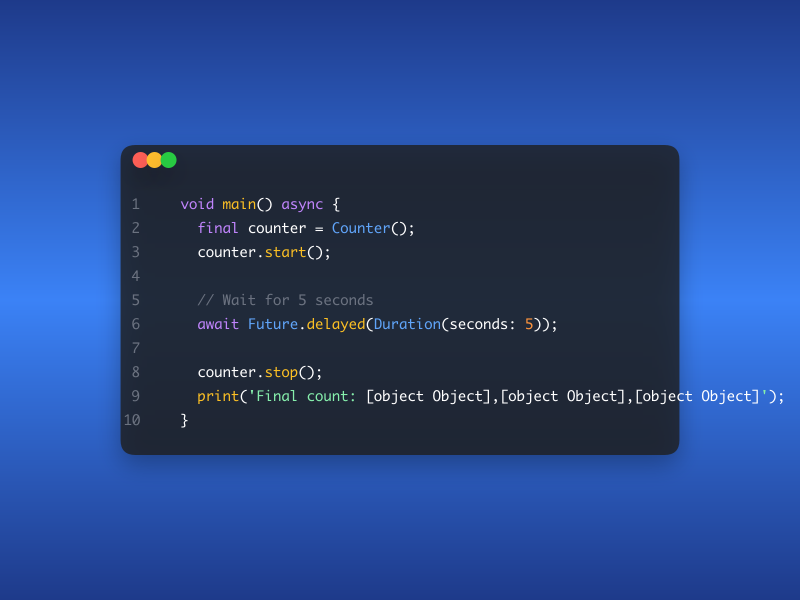 1 void main() async {
2 final counter = Counter();
3 counter.start();
4
5 // Wait for 5 seconds
6 await Future.delayed(Duration(seconds: 5));
7
8 counter.stop();
9 print('Final count: [object Object],[object Object],[object Object]');
10 }